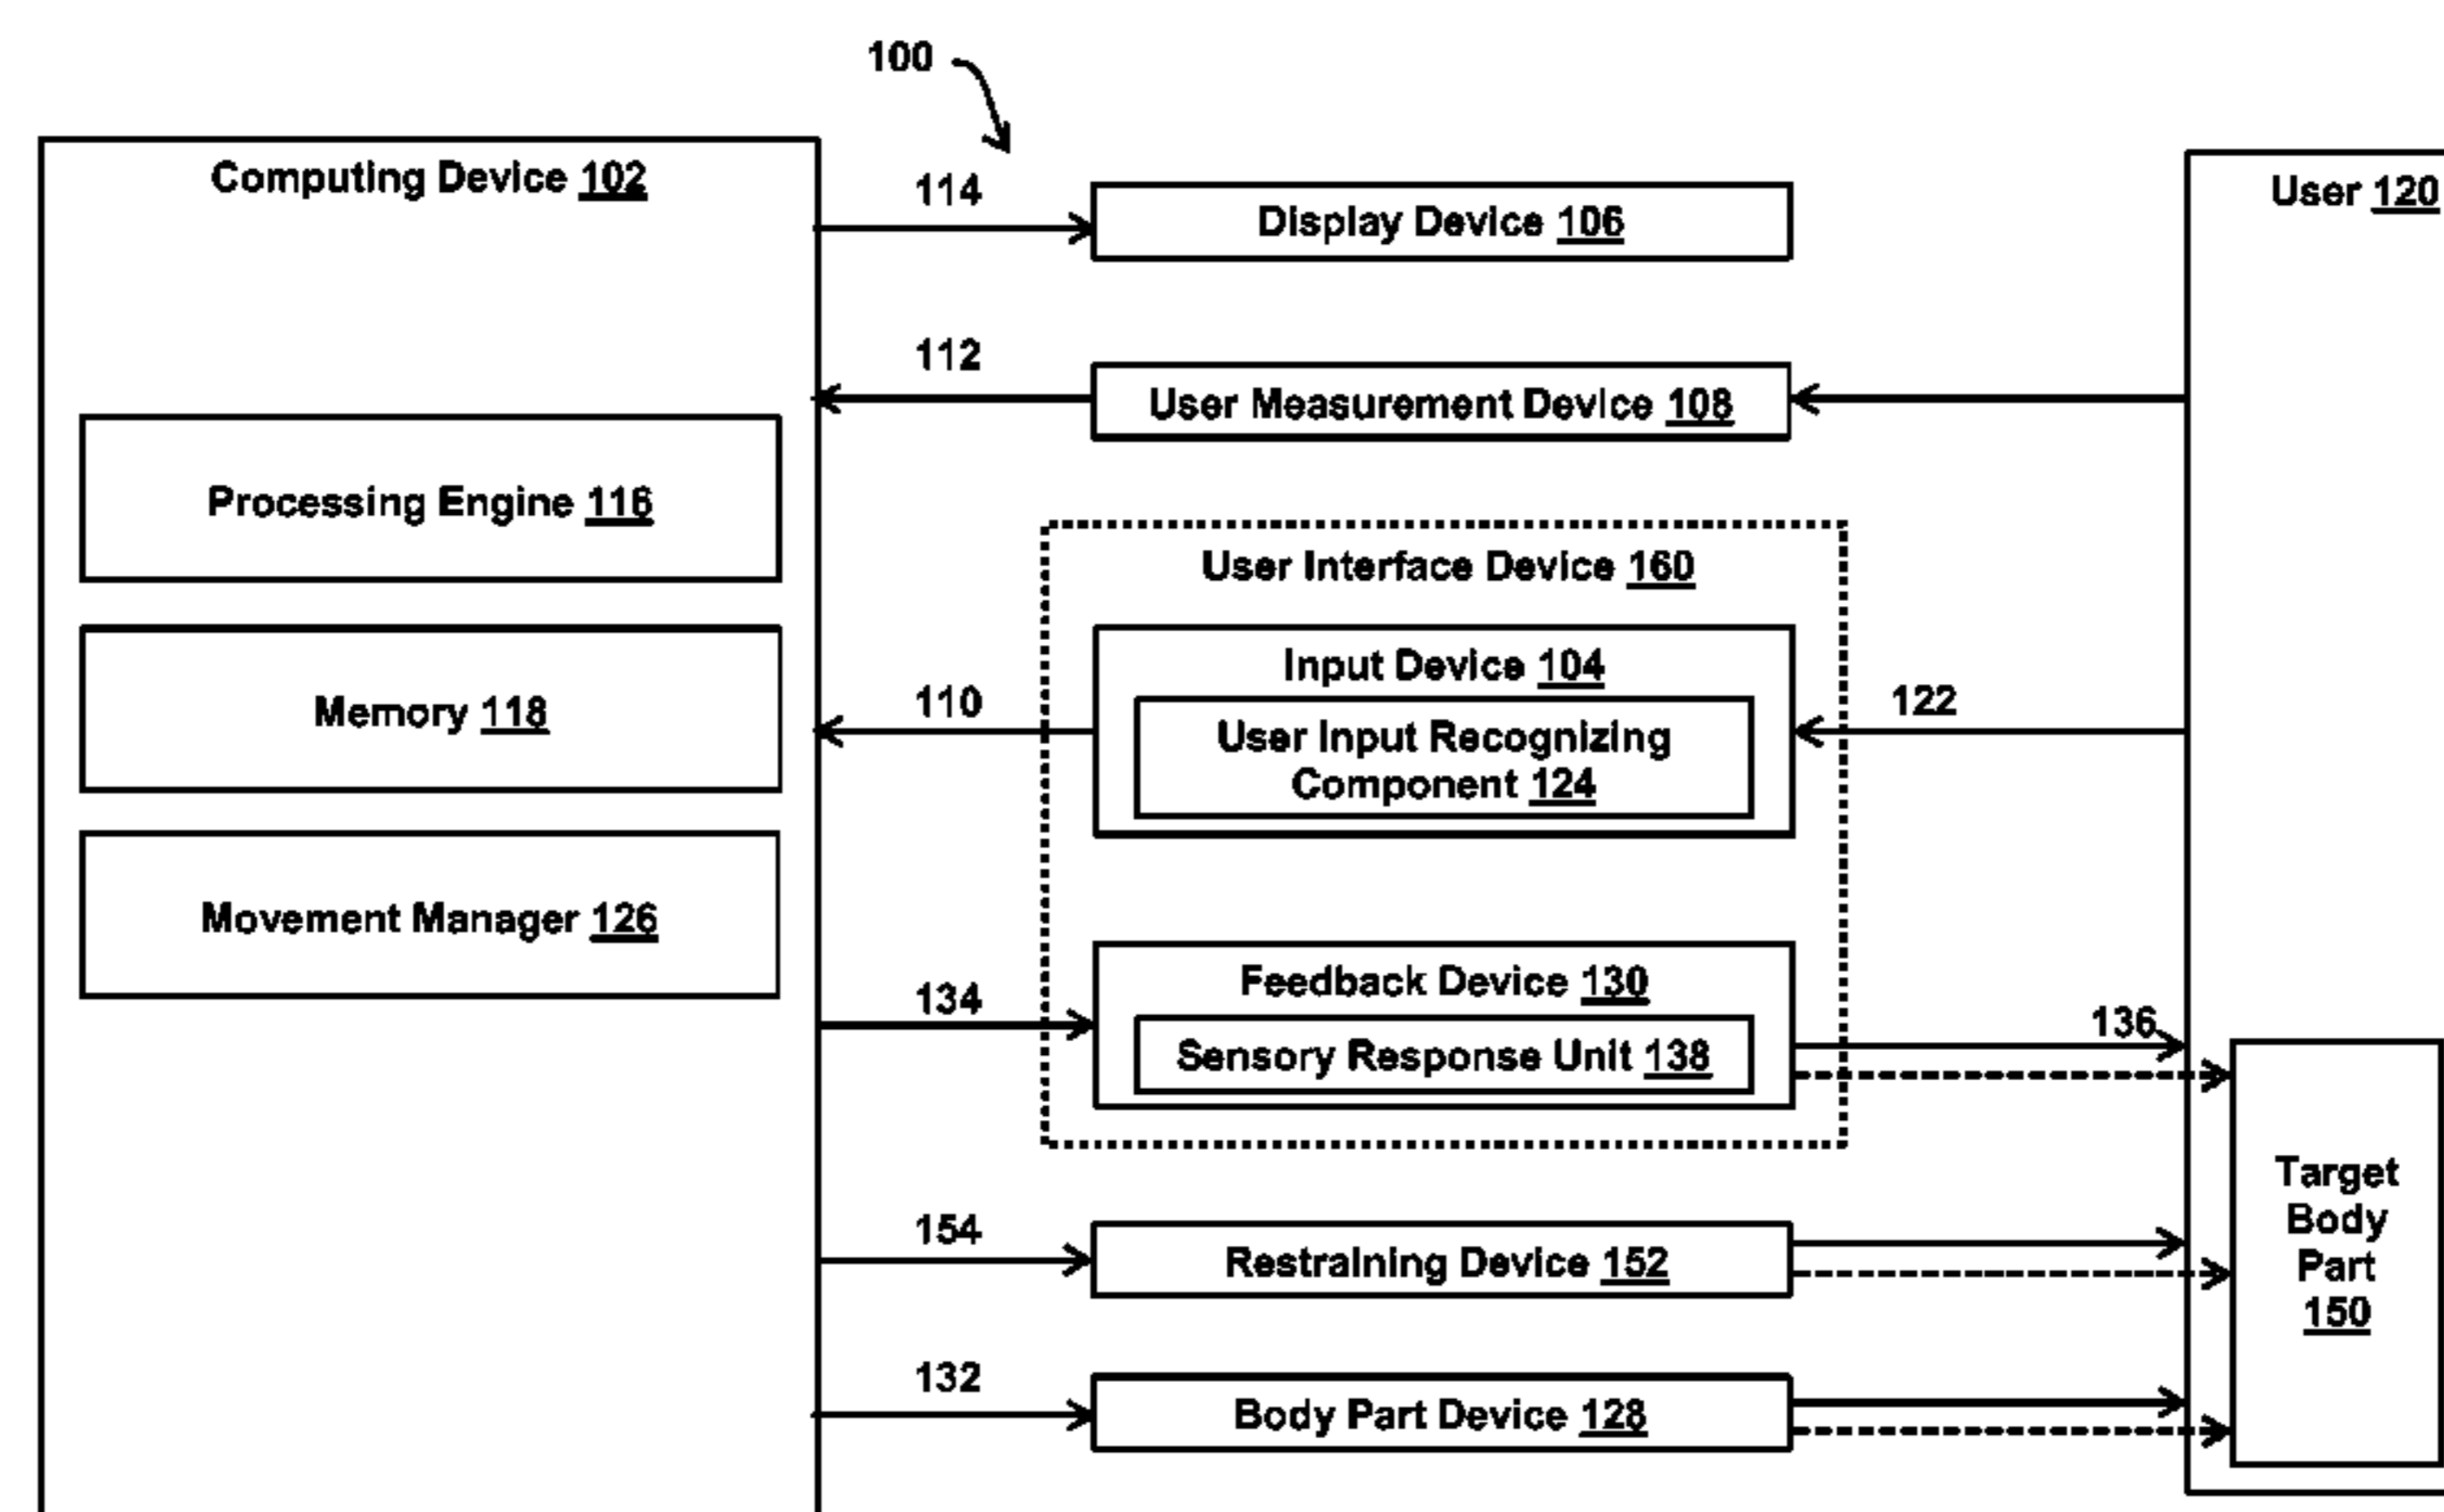 100
Computing Device 102
114
Display Device 106
User 120
112
User Measurement Device 108
Processing Engine 116
User Interface Device 160
Input Device 104
Memory 118
110
User Input Recognizing
Component 124
122
Movement Manager 126
134
Feedback Device 130
Sensory Response Unit 138
136
Target
Body
Part
150
154
Restraining Device 152
132
Body Part Device 128